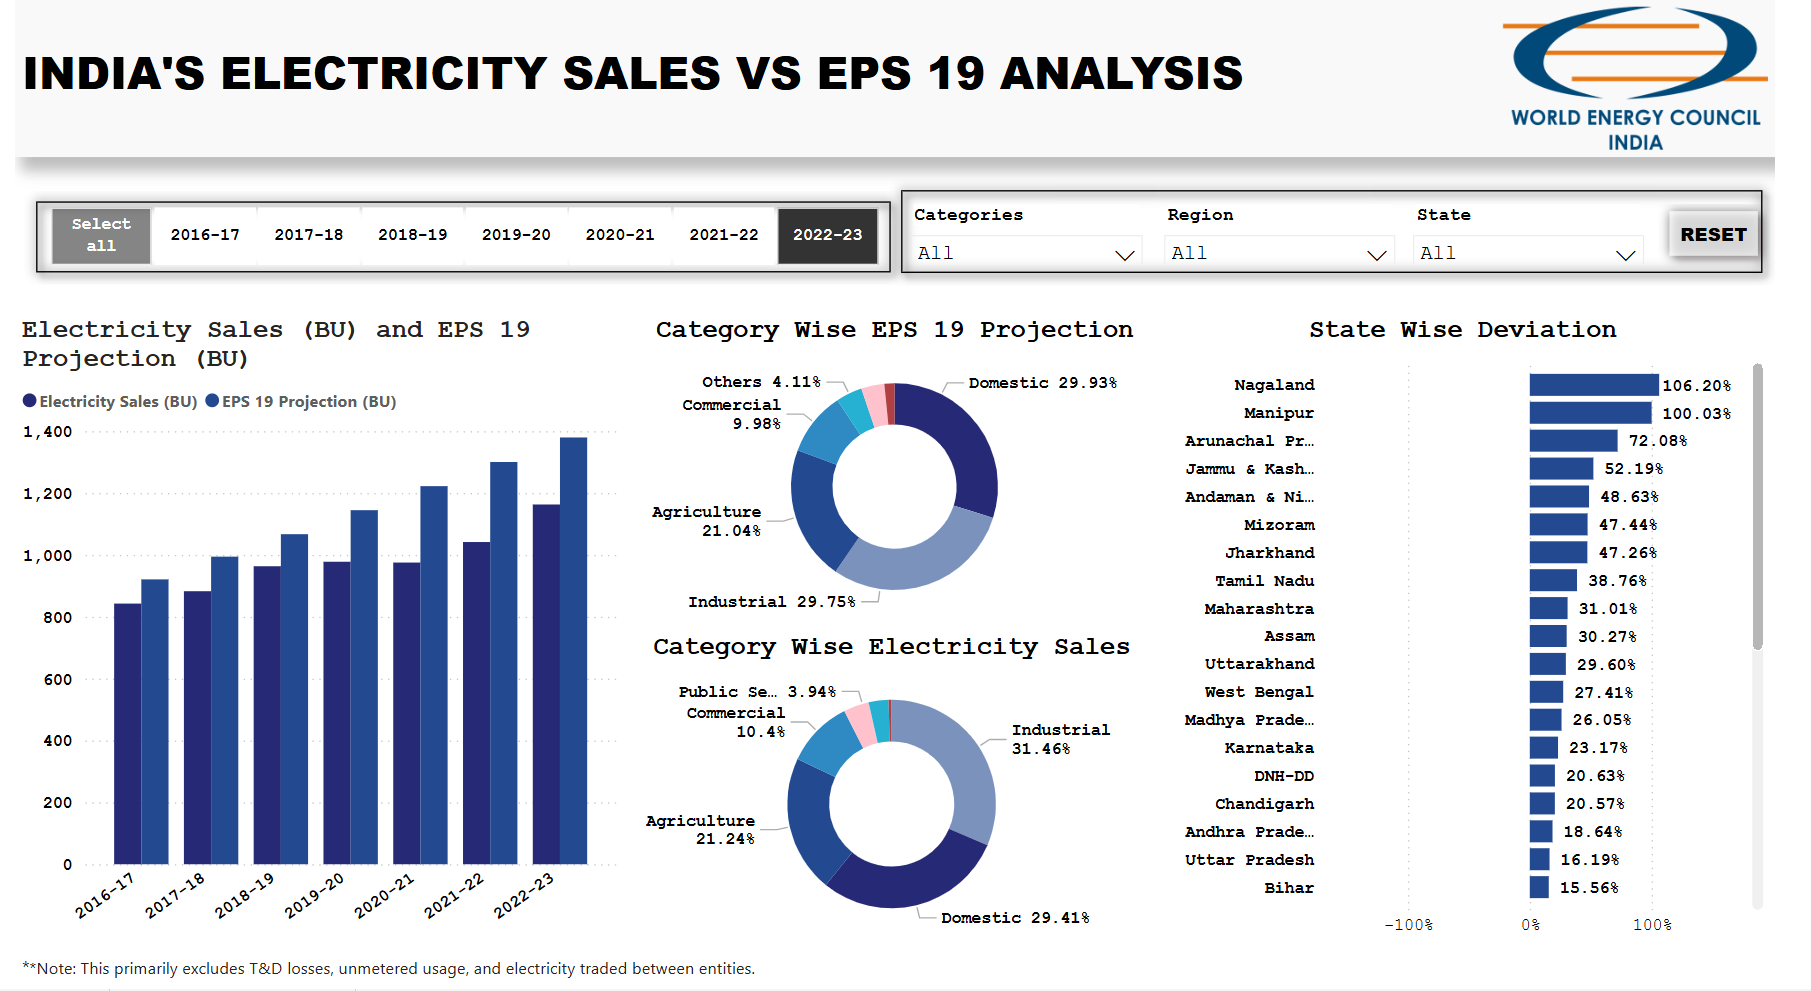 INDIA'S ELECTRICITY SALES VS EPS 19 ANALYSIS
WORLD ENERGY COUNCIL
INDIA
Select
all
2016-17
2017-18
2018-19
2019-20
2020-21
2021-22
2022-23
Categories
All
Region
All
State
All
RESET
Electricity Sales (BU) and EPS 19
Projection (BU)
Electricity Sales (BU)
EPS 19 Projection (BU)
1,400
1,200
1,000
800
600
400
200
0
2016-17
2017-18
2018-19
2019-20
2020-21
2021-22
2022-23
Category Wise EPS 19 Projection
Others 4.11%
Domestic 29.93%
Commercial
9.98%
Agriculture
21.04%
Industrial 29.75%
Category Wise Electricity Sales
Public Se… 3.94%
Commercial
10.4%
Industrial
31.46%
Agriculture
21.24%
Domestic 29.41%
State Wise Deviation
Nagaland 106.20%
Manipur 100.03%
Arunachal Pr… 72.08%
Jammu & Kash… 52.19%
Andaman & Ni… 48.63%
Mizoram 47.44%
Jharkhand 47.26%
Tamil Nadu 38.76%
Maharashtra 31.01%
Assam 30.27%
Uttarakhand 29.60%
West Bengal 27.41%
Madhya Prade… 26.05%
Karnataka 23.17%
DNH-DD 20.63%
Chandigarh 20.57%
Andhra Prade… 18.64%
Uttar Pradesh 16.19%
Bihar 15.56%
-100% 0% 100%
**Note: This primarily excludes T&D losses, unmetered usage, and electricity traded between entities.